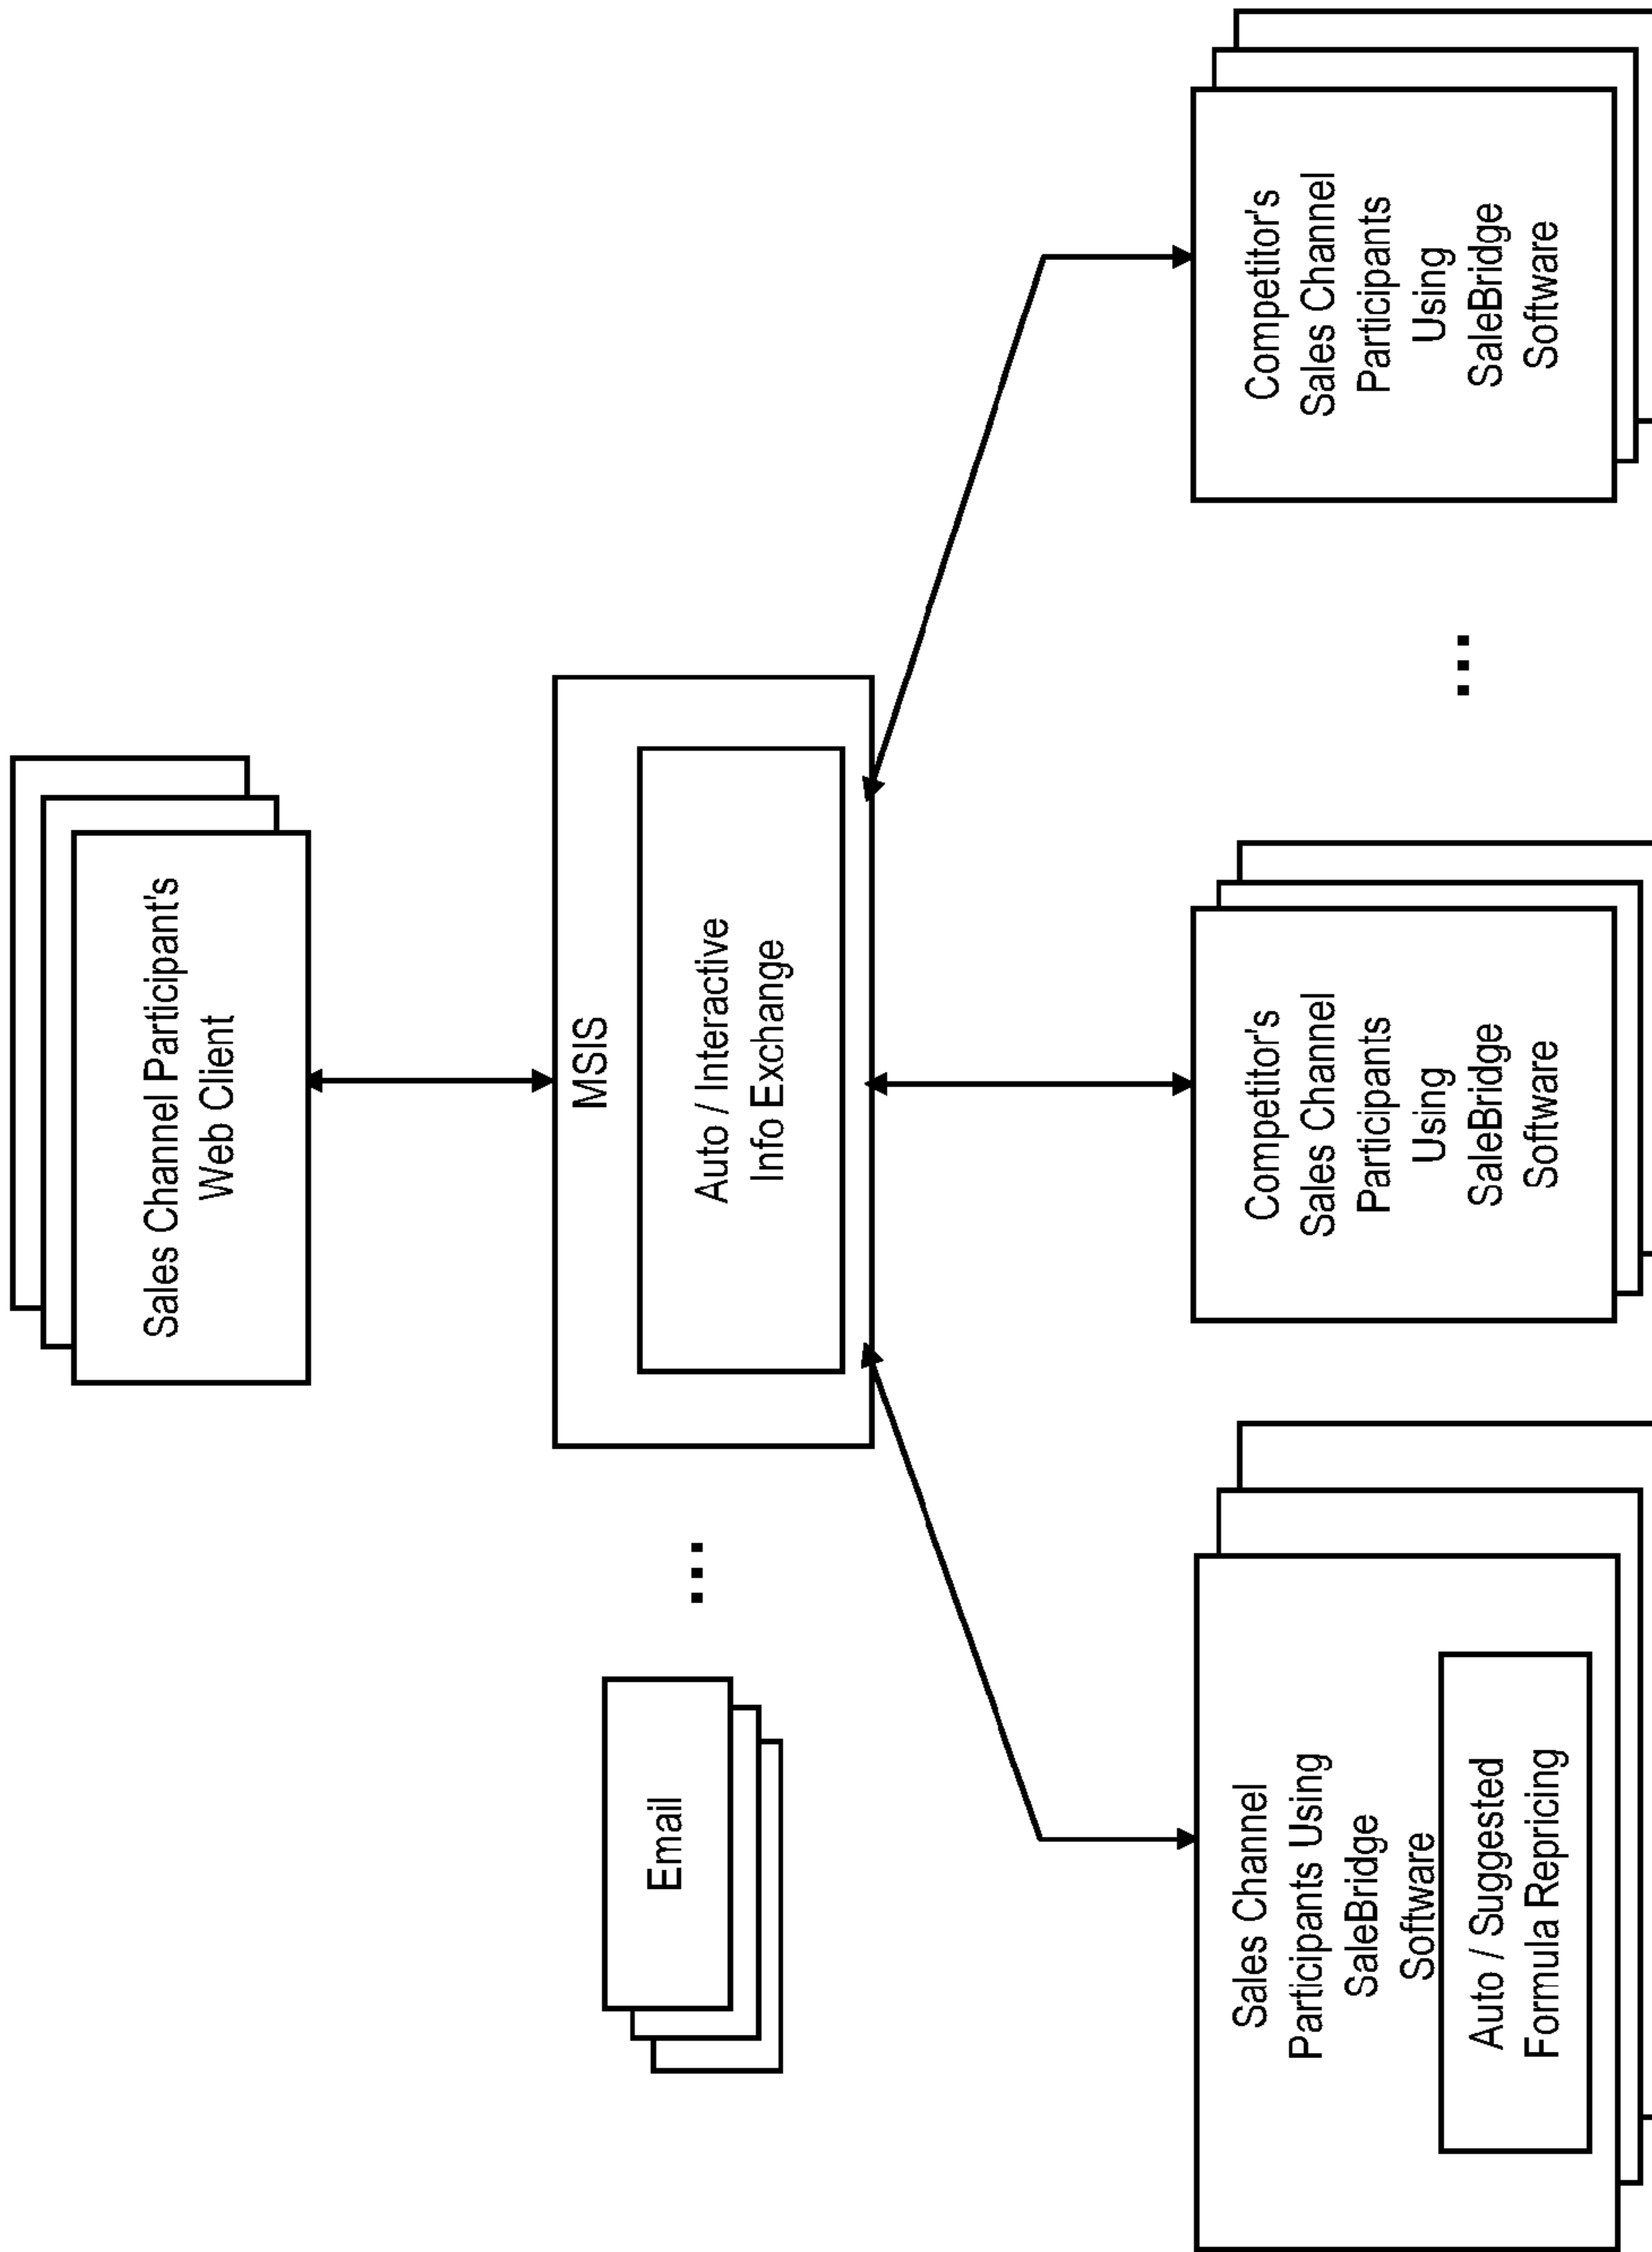 Sales Channel Participant's
Web Client
Email
...
MSIS
Auto / Interactive
Info Exchange
Sales Channel
Participants Using
SaleBridge
Software
Auto / Suggested
Formula Repricing
Competitor's
Sales Channel
Participants
Using
SaleBridge
Software
...
Competitor's
Sales Channel
Participants
Using
SaleBridge
Software